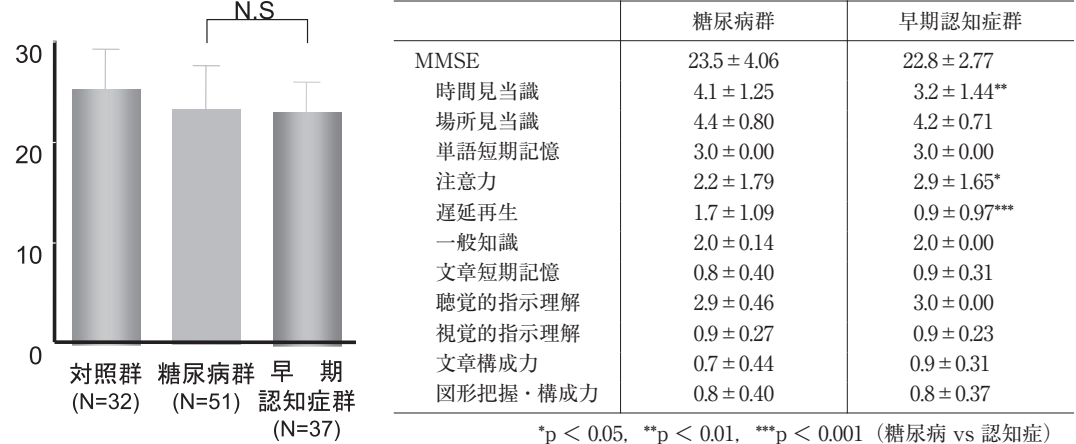 N.S
30
20
10
0
対照群
(N=32)
糖尿病群
(N=51)
早　期
認知症群
(N=37)
糖尿病群 早期認知症群
MMSE 23.5±4.06 22.8±2.77
時間見当識 4.1±1.25 3.2±1.44**
場所見当識 4.4±0.80 4.2±0.71
単語短期記憶 3.0±0.00 3.0±0.00
注意力 2.2±1.79 2.9±1.65*
遅延再生 1.7±1.09 0.9±0.97***
一般知識 2.0±0.14 2.0±0.00
文章短期記憶 0.8±0.40 0.9±0.31
聴覚的指示理解 2.9±0.46 3.0±0.00
視覚的指示理解 0.9±0.27 0.9±0.23
文章構成力 0.7±0.44 0.9±0.31
図形把握・構成力 0.8±0.40 0.8±0.37
*p＜0.05, **p＜0.01, ***p＜0.001（糖尿病 vs 認知症）